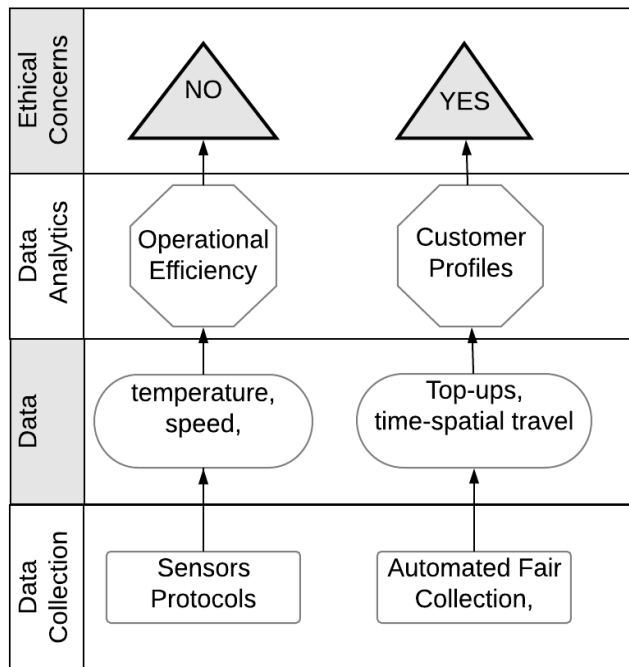 Ethical
Concerns
NO
YES
Data
Analytics
Operational
Efficiency
Customer
Profiles
Data
temperature,
speed,
Top-ups,
time-spatial travel
Data
Collection
Sensors
Protocols
Automated Fair
Collection,